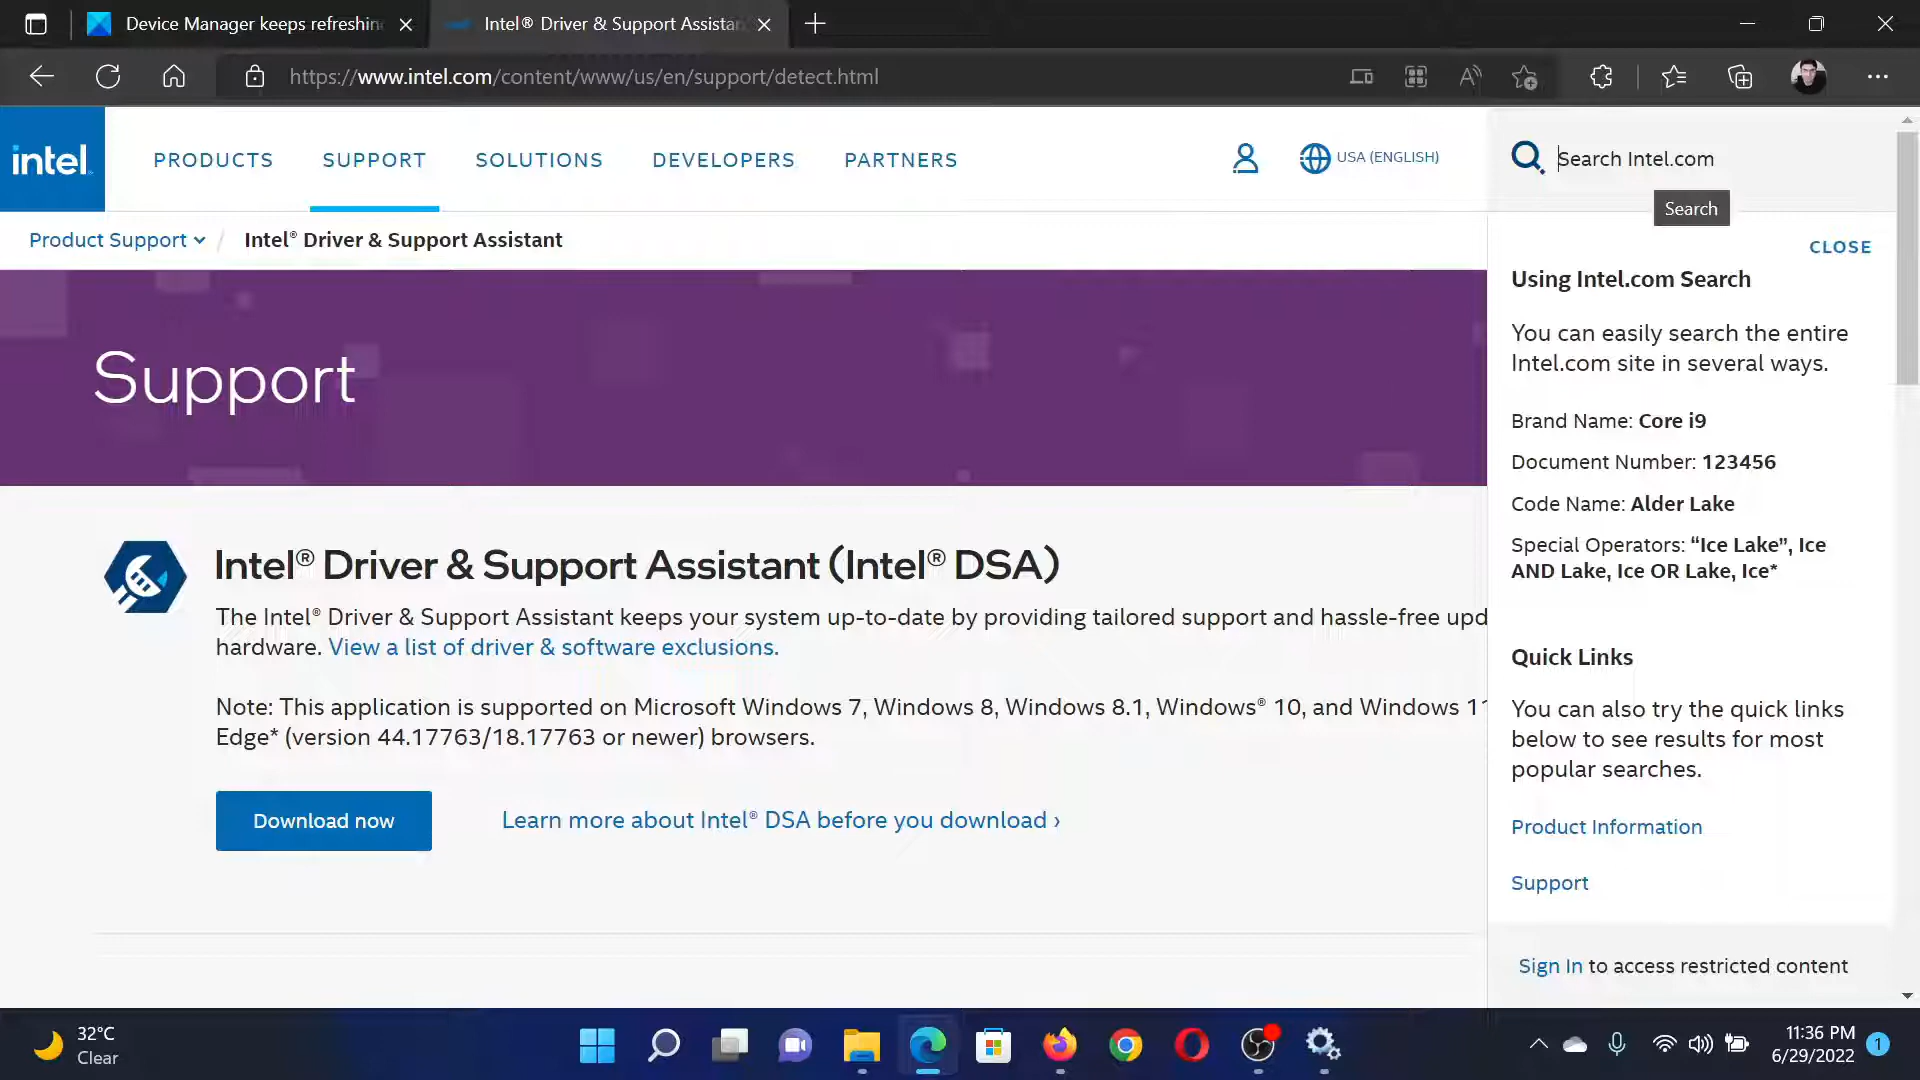 Device Manager keeps refreshin
Intel® Driver & Support Assistan
https://www.intel.com/content/www/us/en/support/detect.html
intel.
PRODUCTS
SUPPORT
SOLUTIONS
DEVELOPERS
PARTNERS
USA (ENGLISH)
Search Intel.com
Search
Product Support / Intel® Driver & Support Assistant
CLOSE
Support
Intel® Driver & Support Assistant (Intel® DSA)
The Intel® Driver & Support Assistant keeps your system up-to-date by providing tailored support and hassle-free upd
hardware. View a list of driver & software exclusions.
Note: This application is supported on Microsoft Windows 7, Windows 8, Windows 8.1, Windows® 10, and Windows 11
Edge* (version 44.17763/18.17763 or newer) browsers.
Download now
Learn more about Intel® DSA before you download ›
Using Intel.com Search
You can easily search the entire
Intel.com site in several ways.
Brand Name: Core i9
Document Number: 123456
Code Name: Alder Lake
Special Operators: “Ice Lake”, Ice
AND Lake, Ice OR Lake, Ice*
Quick Links
You can also try the quick links
below to see results for most
popular searches.
Product Information
Support
Sign In to access restricted content
32°C
Clear
11:36 PM
6/29/2022
1